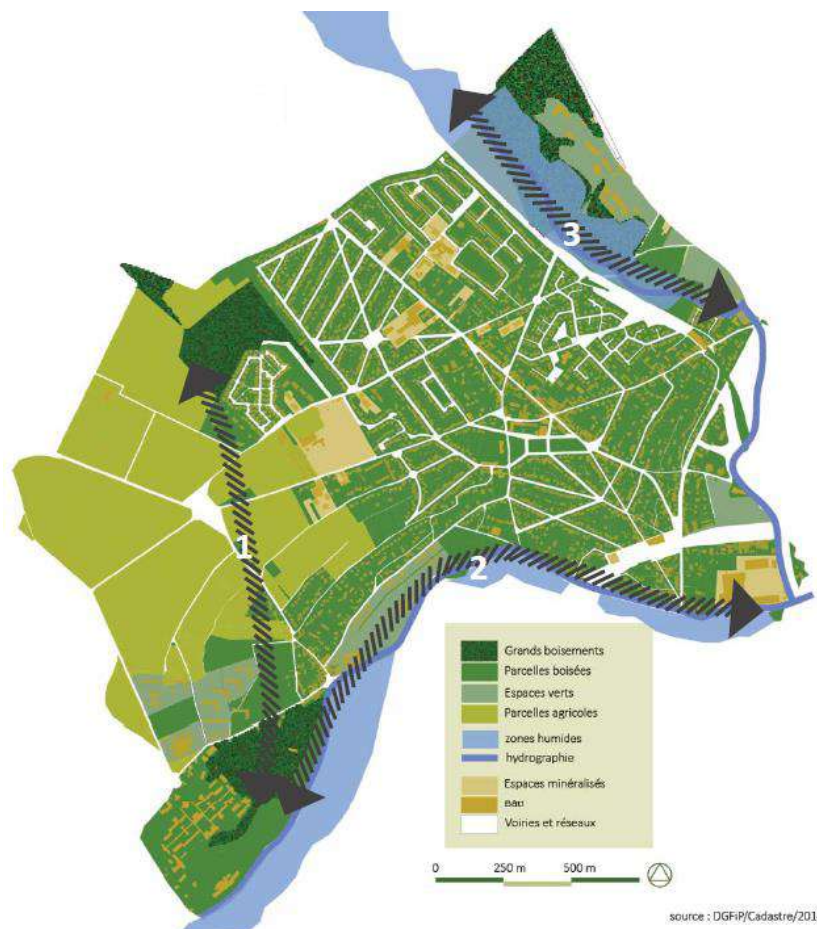 3
1
2
Grands boisements
Parcelles boisées
Espaces verts
Parcelles agricoles
zones humides
hydrographie
Espaces minéralisés
Voiries et réseaux
0 250 m 500 m
source : DGFiP/Cadastre/201